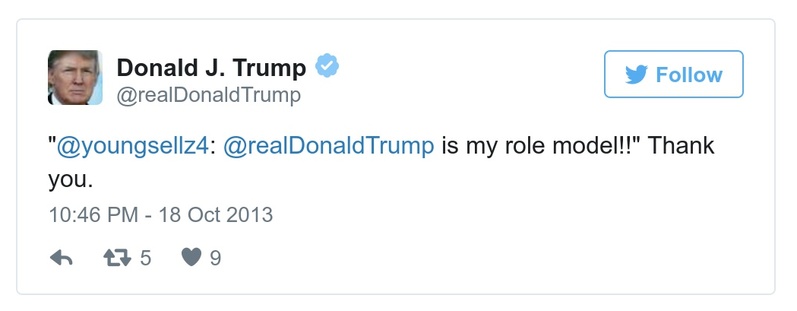 Donald J. Trump
@realDonaldTrump
Follow
"@youngsellz4: @realDonaldTrump is my role model!!" Thank
you.
10:46 PM - 18 Oct 2013
5 9